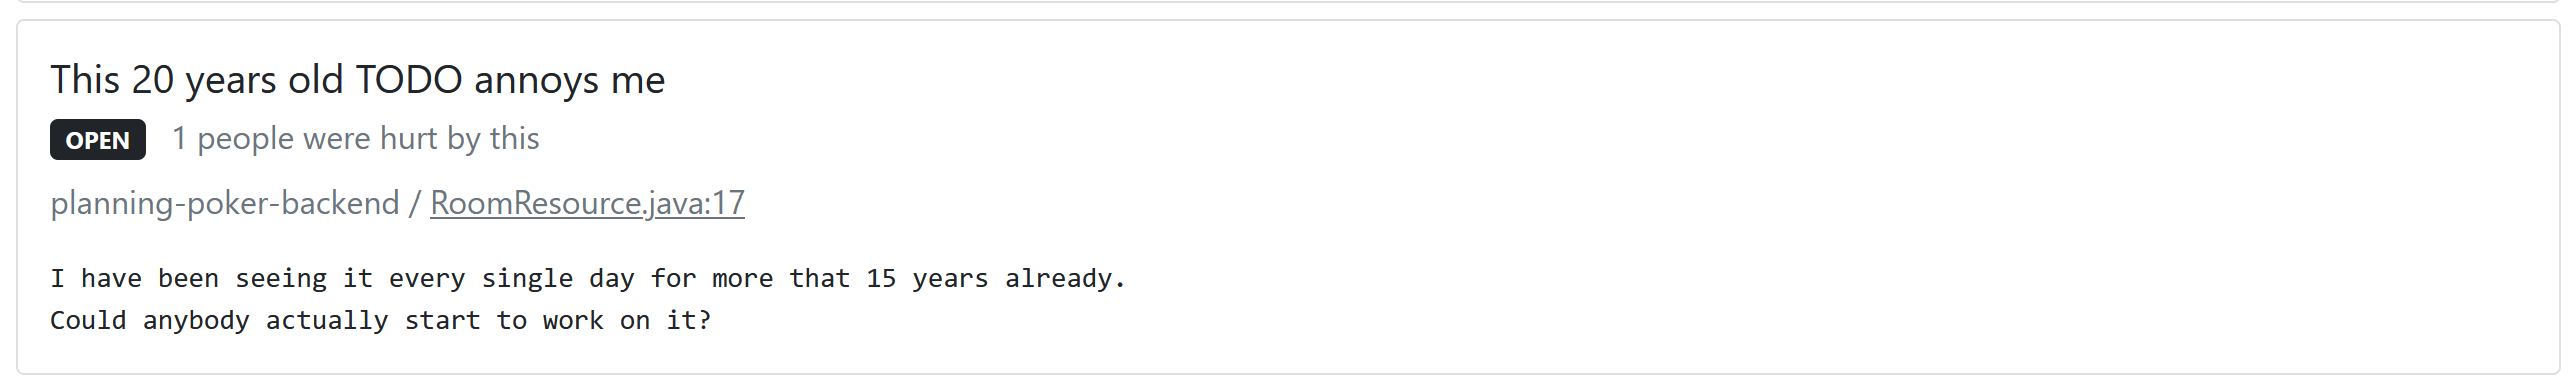 This 20 years old TODO annoys me
OPEN 1 people were hurt by this
planning-poker-backend / RoomResource.java:17
I have been seeing it every single day for more that 15 years already.
Could anybody actually start to work on it?